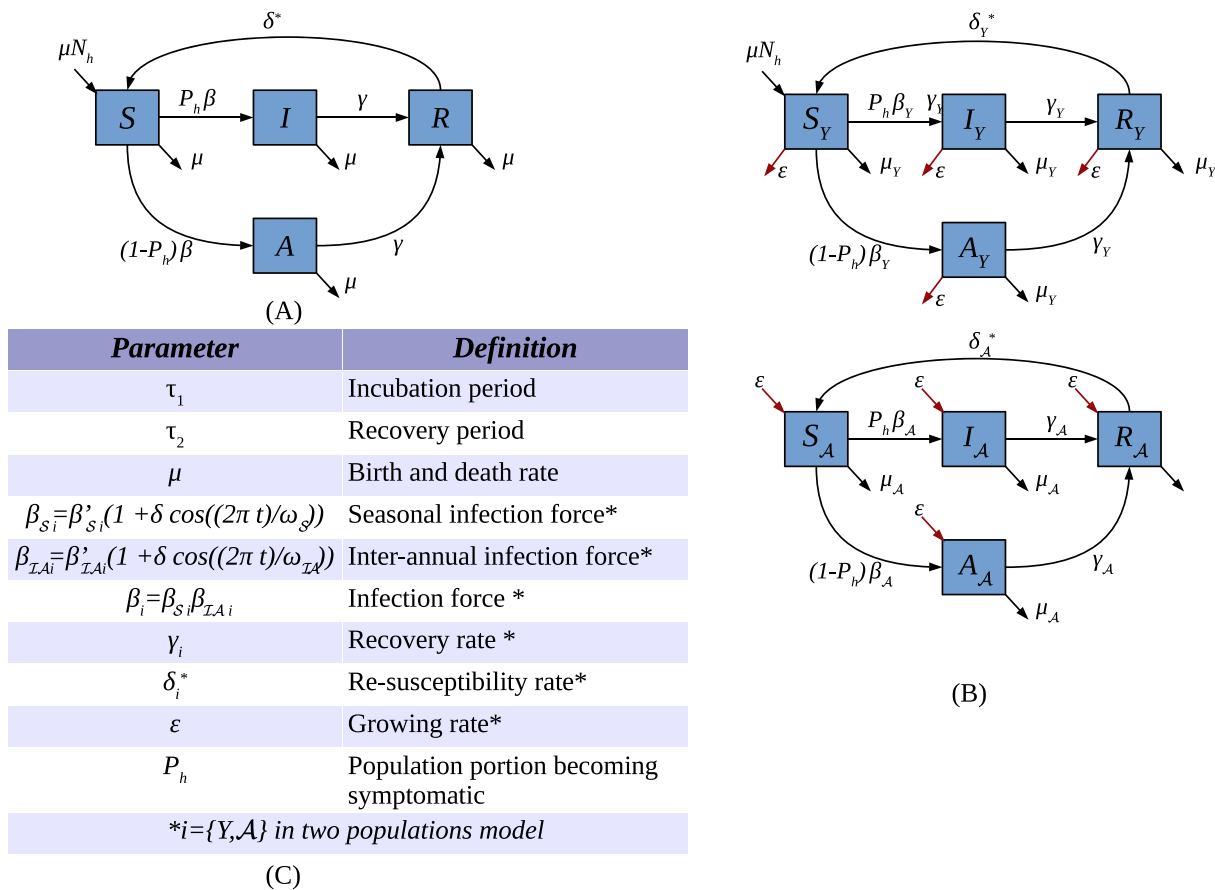 δ*
μN_h
S
P_h β
I
γ
R
μ
μ
μ
(1-P_h) β
A
γ
μ
(A)
δ_Y*
μN_h
S_Y
P_h β_Y
γ_Y
I_Y
γ_Y
R_Y
ε
μ_Y
ε
μ_Y
ε
μ_Y
(1-P_h) β_Y
A_Y
γ_Y
ε
μ_Y
δ_𝒜*
ε
ε
ε
S_𝒜
P_h β_𝒜
I_𝒜
γ_𝒜
R_𝒜
μ_𝒜
μ_𝒜
ε
(1-P_h) β_𝒜
A_𝒜
γ_𝒜
μ_𝒜
(B)
Parameter Definition
τ₁ Incubation period
τ₂ Recovery period
μ Birth and death rate
β_𝒮i=β'_𝒮i(1 +δ cos((2π t)/ω_𝒮)) Seasonal infection force*
β_ℐ𝒜i=β'_ℐ𝒜i(1 +δ cos((2π t)/ω_ℐ𝒜)) Inter-annual infection force*
β_i=β_𝒮i β_ℐ𝒜i Infection force *
γ_i Recovery rate *
δ_i* Re-susceptibility rate*
ε Growing rate*
P_h Population portion becoming
symptomatic
*i={Y,𝒜} in two populations model
(C)